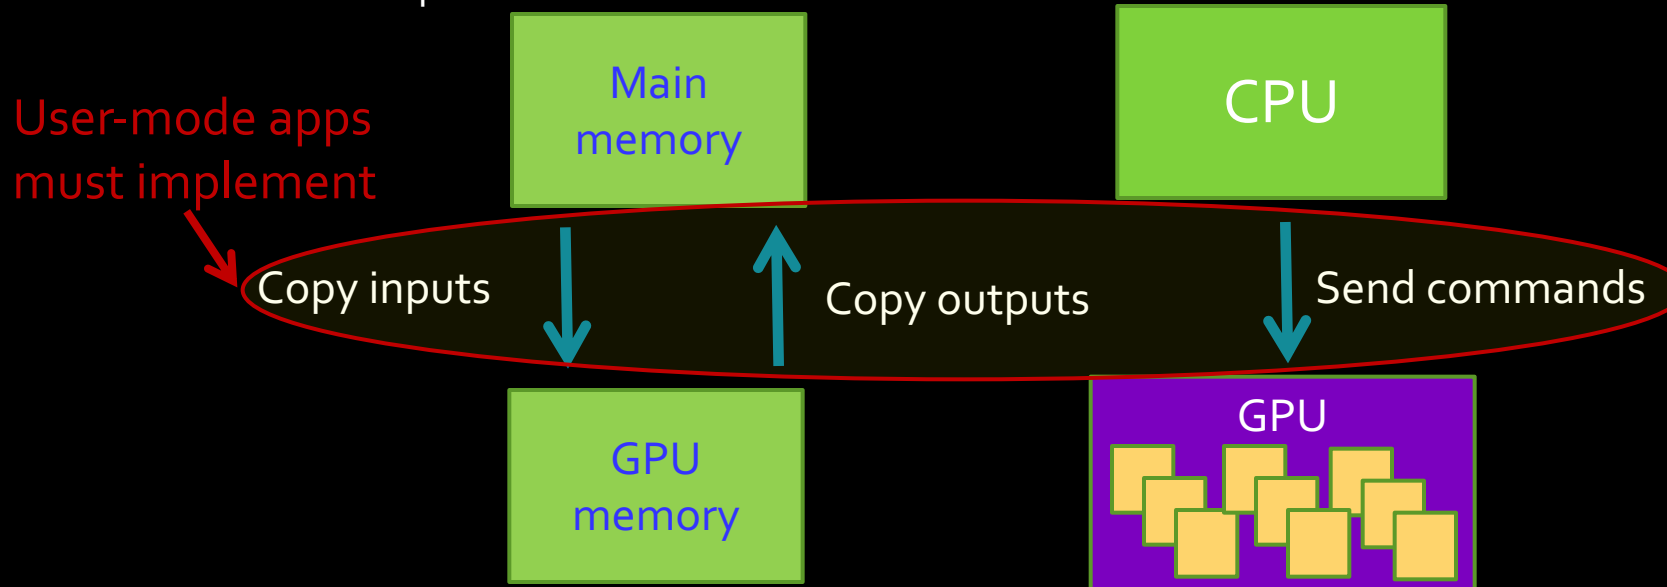 Main
memory
CPU
User-mode apps
must implement
Copy inputs
Copy outputs
Send commands
GPU
memory
GPU